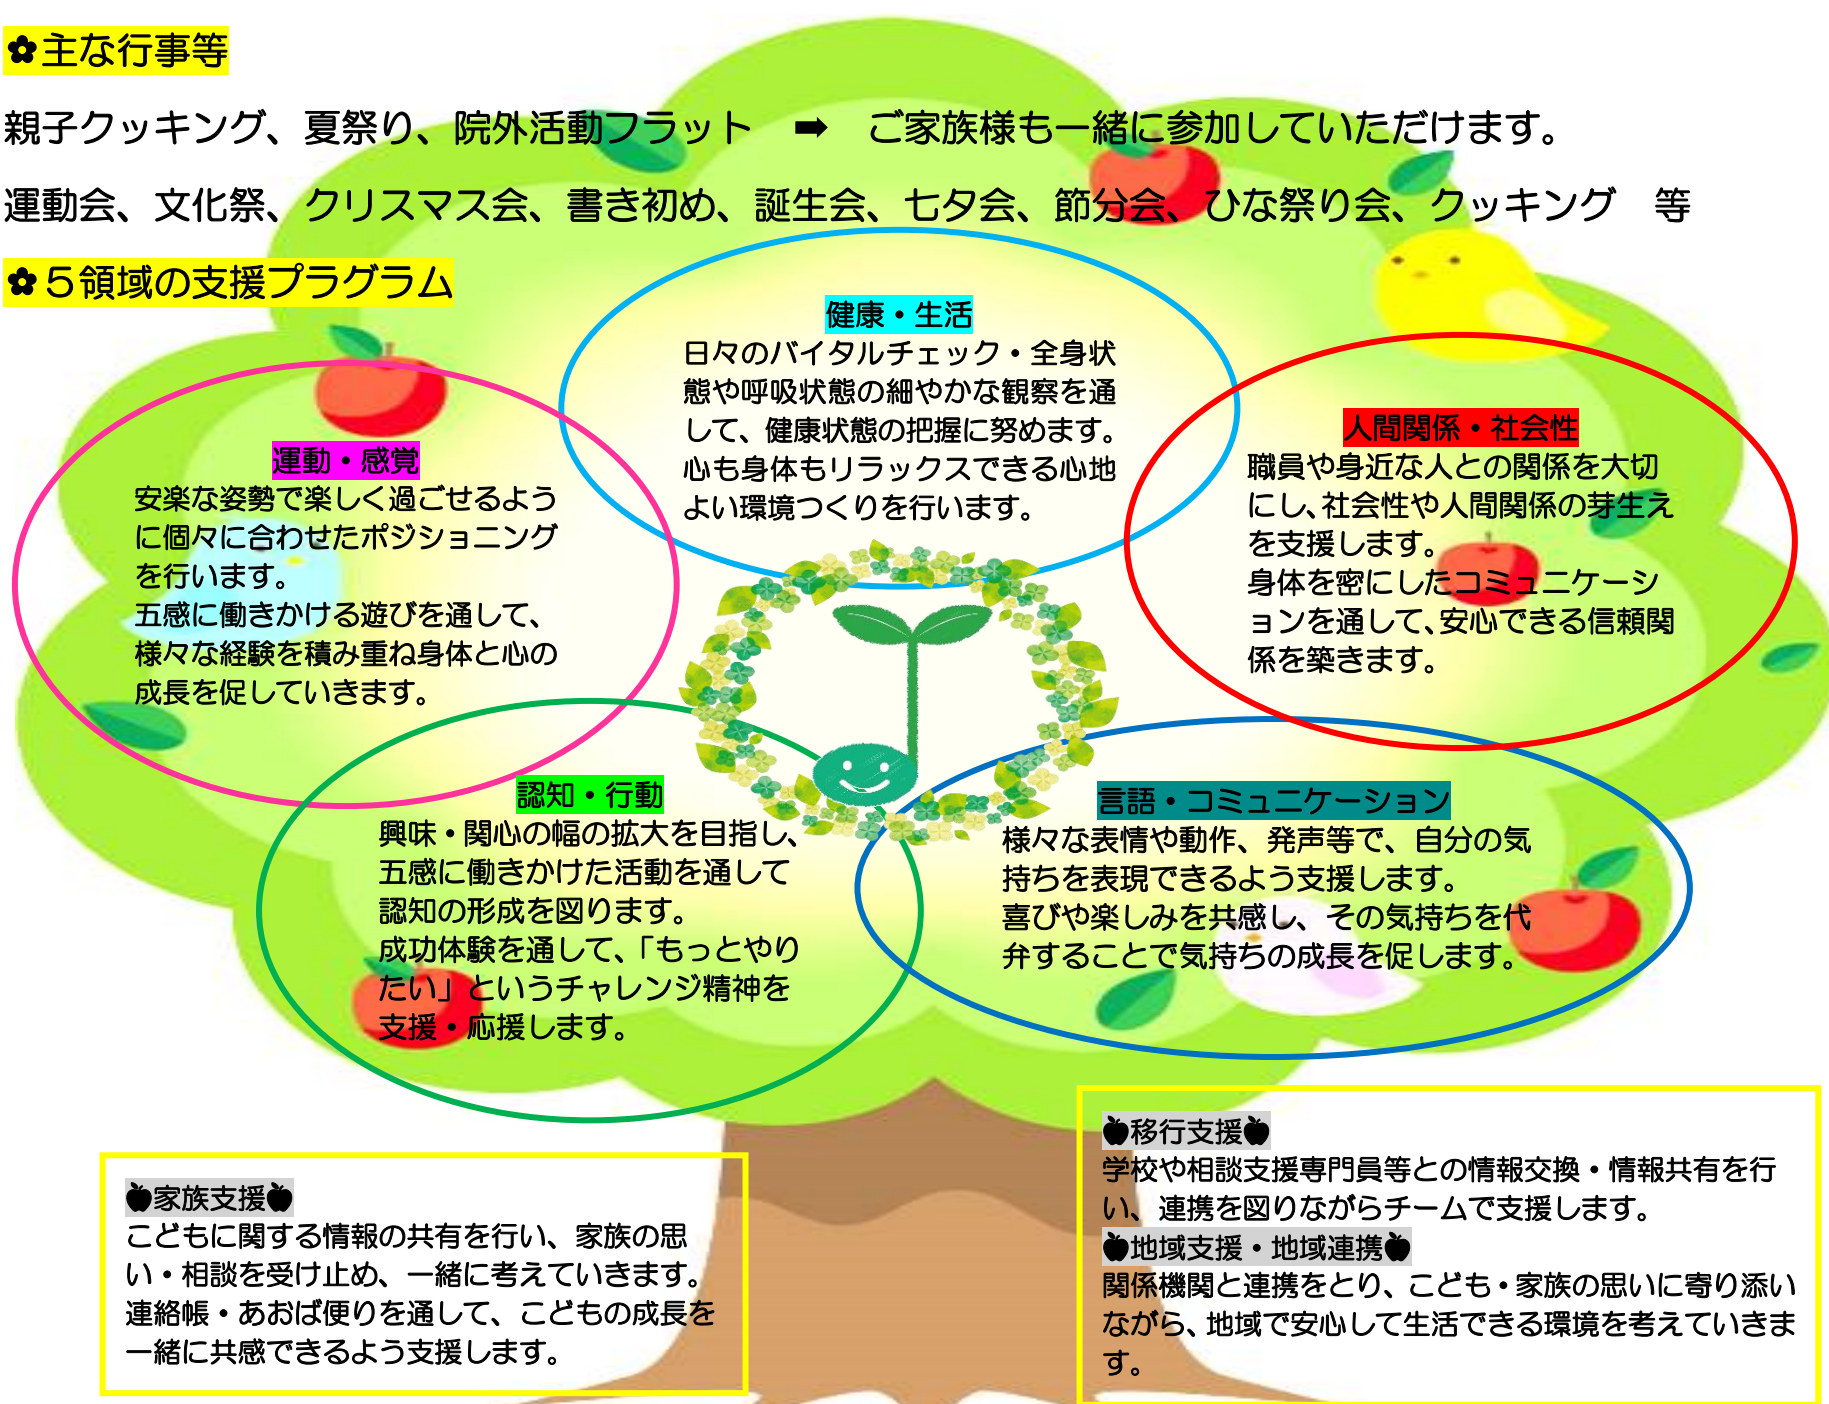 ✿主な行事等
親子クッキング、夏祭り、院外活動フラット　➡　ご家族様も一緒に参加していただけます。
運動会、文化祭、クリスマス会、書き初め、誕生会、七夕会、節分会、ひな祭り会、クッキング　等
✿５領域の支援プラグラム
健康・生活
日々のバイタルチェック・全身状
態や呼吸状態の細やかな観察を通
して、健康状態の把握に努めます。
心も身体もリラックスできる心地
よい環境つくりを行います。
人間関係・社会性
職員や身近な人との関係を大切
にし、社会性や人間関係の芽生え
を支援します。
身体を密にしたコミュニケーシ
ョンを通して、安心できる信頼関
係を築きます。
運動・感覚
安楽な姿勢で楽しく過ごせるよう
に個々に合わせたポジショニング
を行います。
五感に働きかける遊びを通して、
様々な経験を積み重ね身体と心の
成長を促していきます。
認知・行動
興味・関心の幅の拡大を目指し、
五感に働きかけた活動を通して
認知の形成を図ります。
成功体験を通して、「もっとやり
たい」というチャレンジ精神を
支援・応援します。
言語・コミュニケーション
様々な表情や動作、発声等で、自分の気
持ちを表現できるよう支援します。
喜びや楽しみを共感し、その気持ちを代
弁することで気持ちの成長を促します。
家族支援
こどもに関する情報の共有を行い、家族の思
い・相談を受け止め、一緒に考えていきます。
連絡帳・あおば便りを通して、こどもの成長を
一緒に共感できるよう支援します。
移行支援
学校や相談支援専門員等との情報交換・情報共有を行
い、連携を図りながらチームで支援します。
地域支援・地域連携
関係機関と連携をとり、こども・家族の思いに寄り添い
ながら、地域で安心して生活できる環境を考えていきま
す。